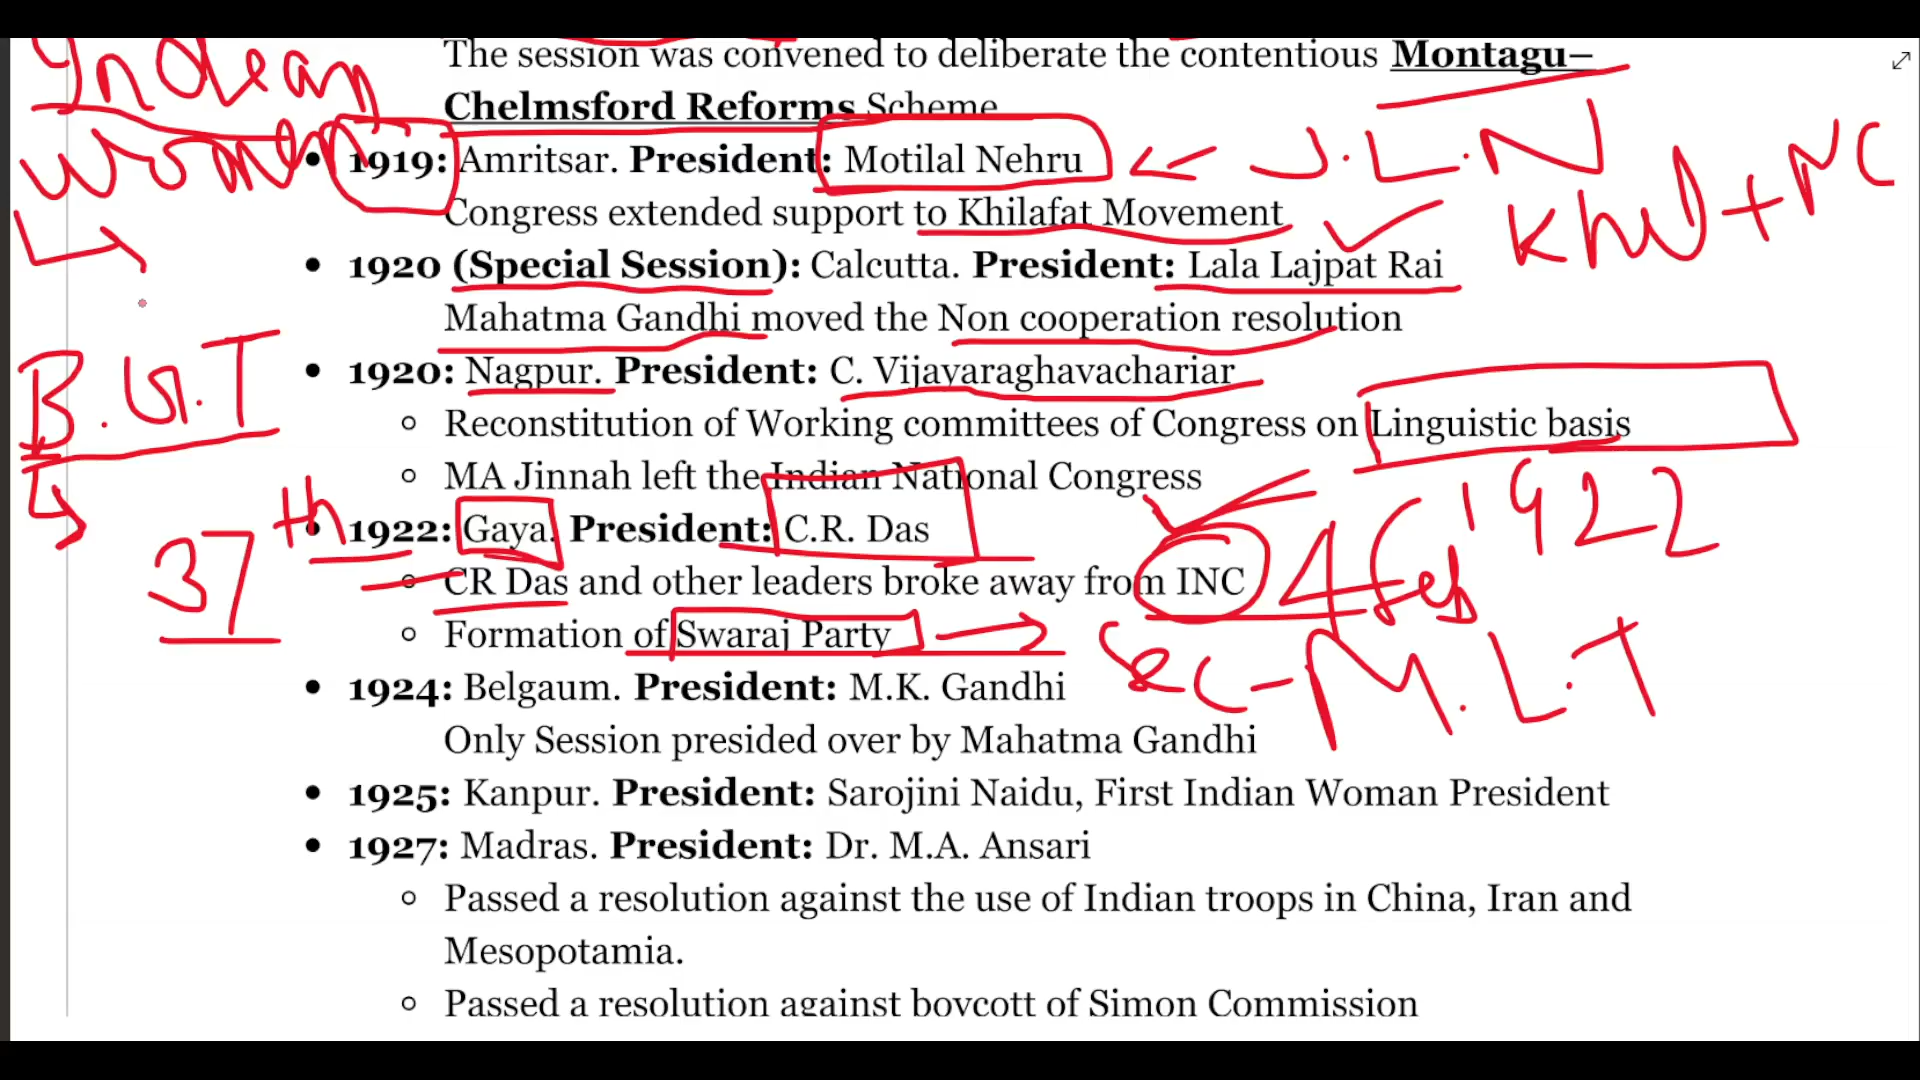 The session was convened to deliberate the contentious Montagu–
Chelmsford Reforms Scheme
Indian
Women
• 1919: Amritsar. President: Motilal Nehru
J.L.N
Congress extended support to Khilafat Movement
Khil + NC
• 1920 (Special Session): Calcutta. President: Lala Lajpat Rai
Mahatma Gandhi moved the Non cooperation resolution
• 1920: Nagpur. President: C. Vijayaraghavachariar
B.G.T
◦ Reconstitution of Working committees of Congress on Linguistic basis
◦ MA Jinnah left the Indian National Congress
• 1922: Gaya. President: C.R. Das
37th
4 Feb 1922
◦ CR Das and other leaders broke away from INC
◦ Formation of Swaraj Party
Sec - M.L.T
• 1924: Belgaum. President: M.K. Gandhi
Only Session presided over by Mahatma Gandhi
• 1925: Kanpur. President: Sarojini Naidu, First Indian Woman President
• 1927: Madras. President: Dr. M.A. Ansari
◦ Passed a resolution against the use of Indian troops in China, Iran and
Mesopotamia.
◦ Passed a resolution against boycott of Simon Commission